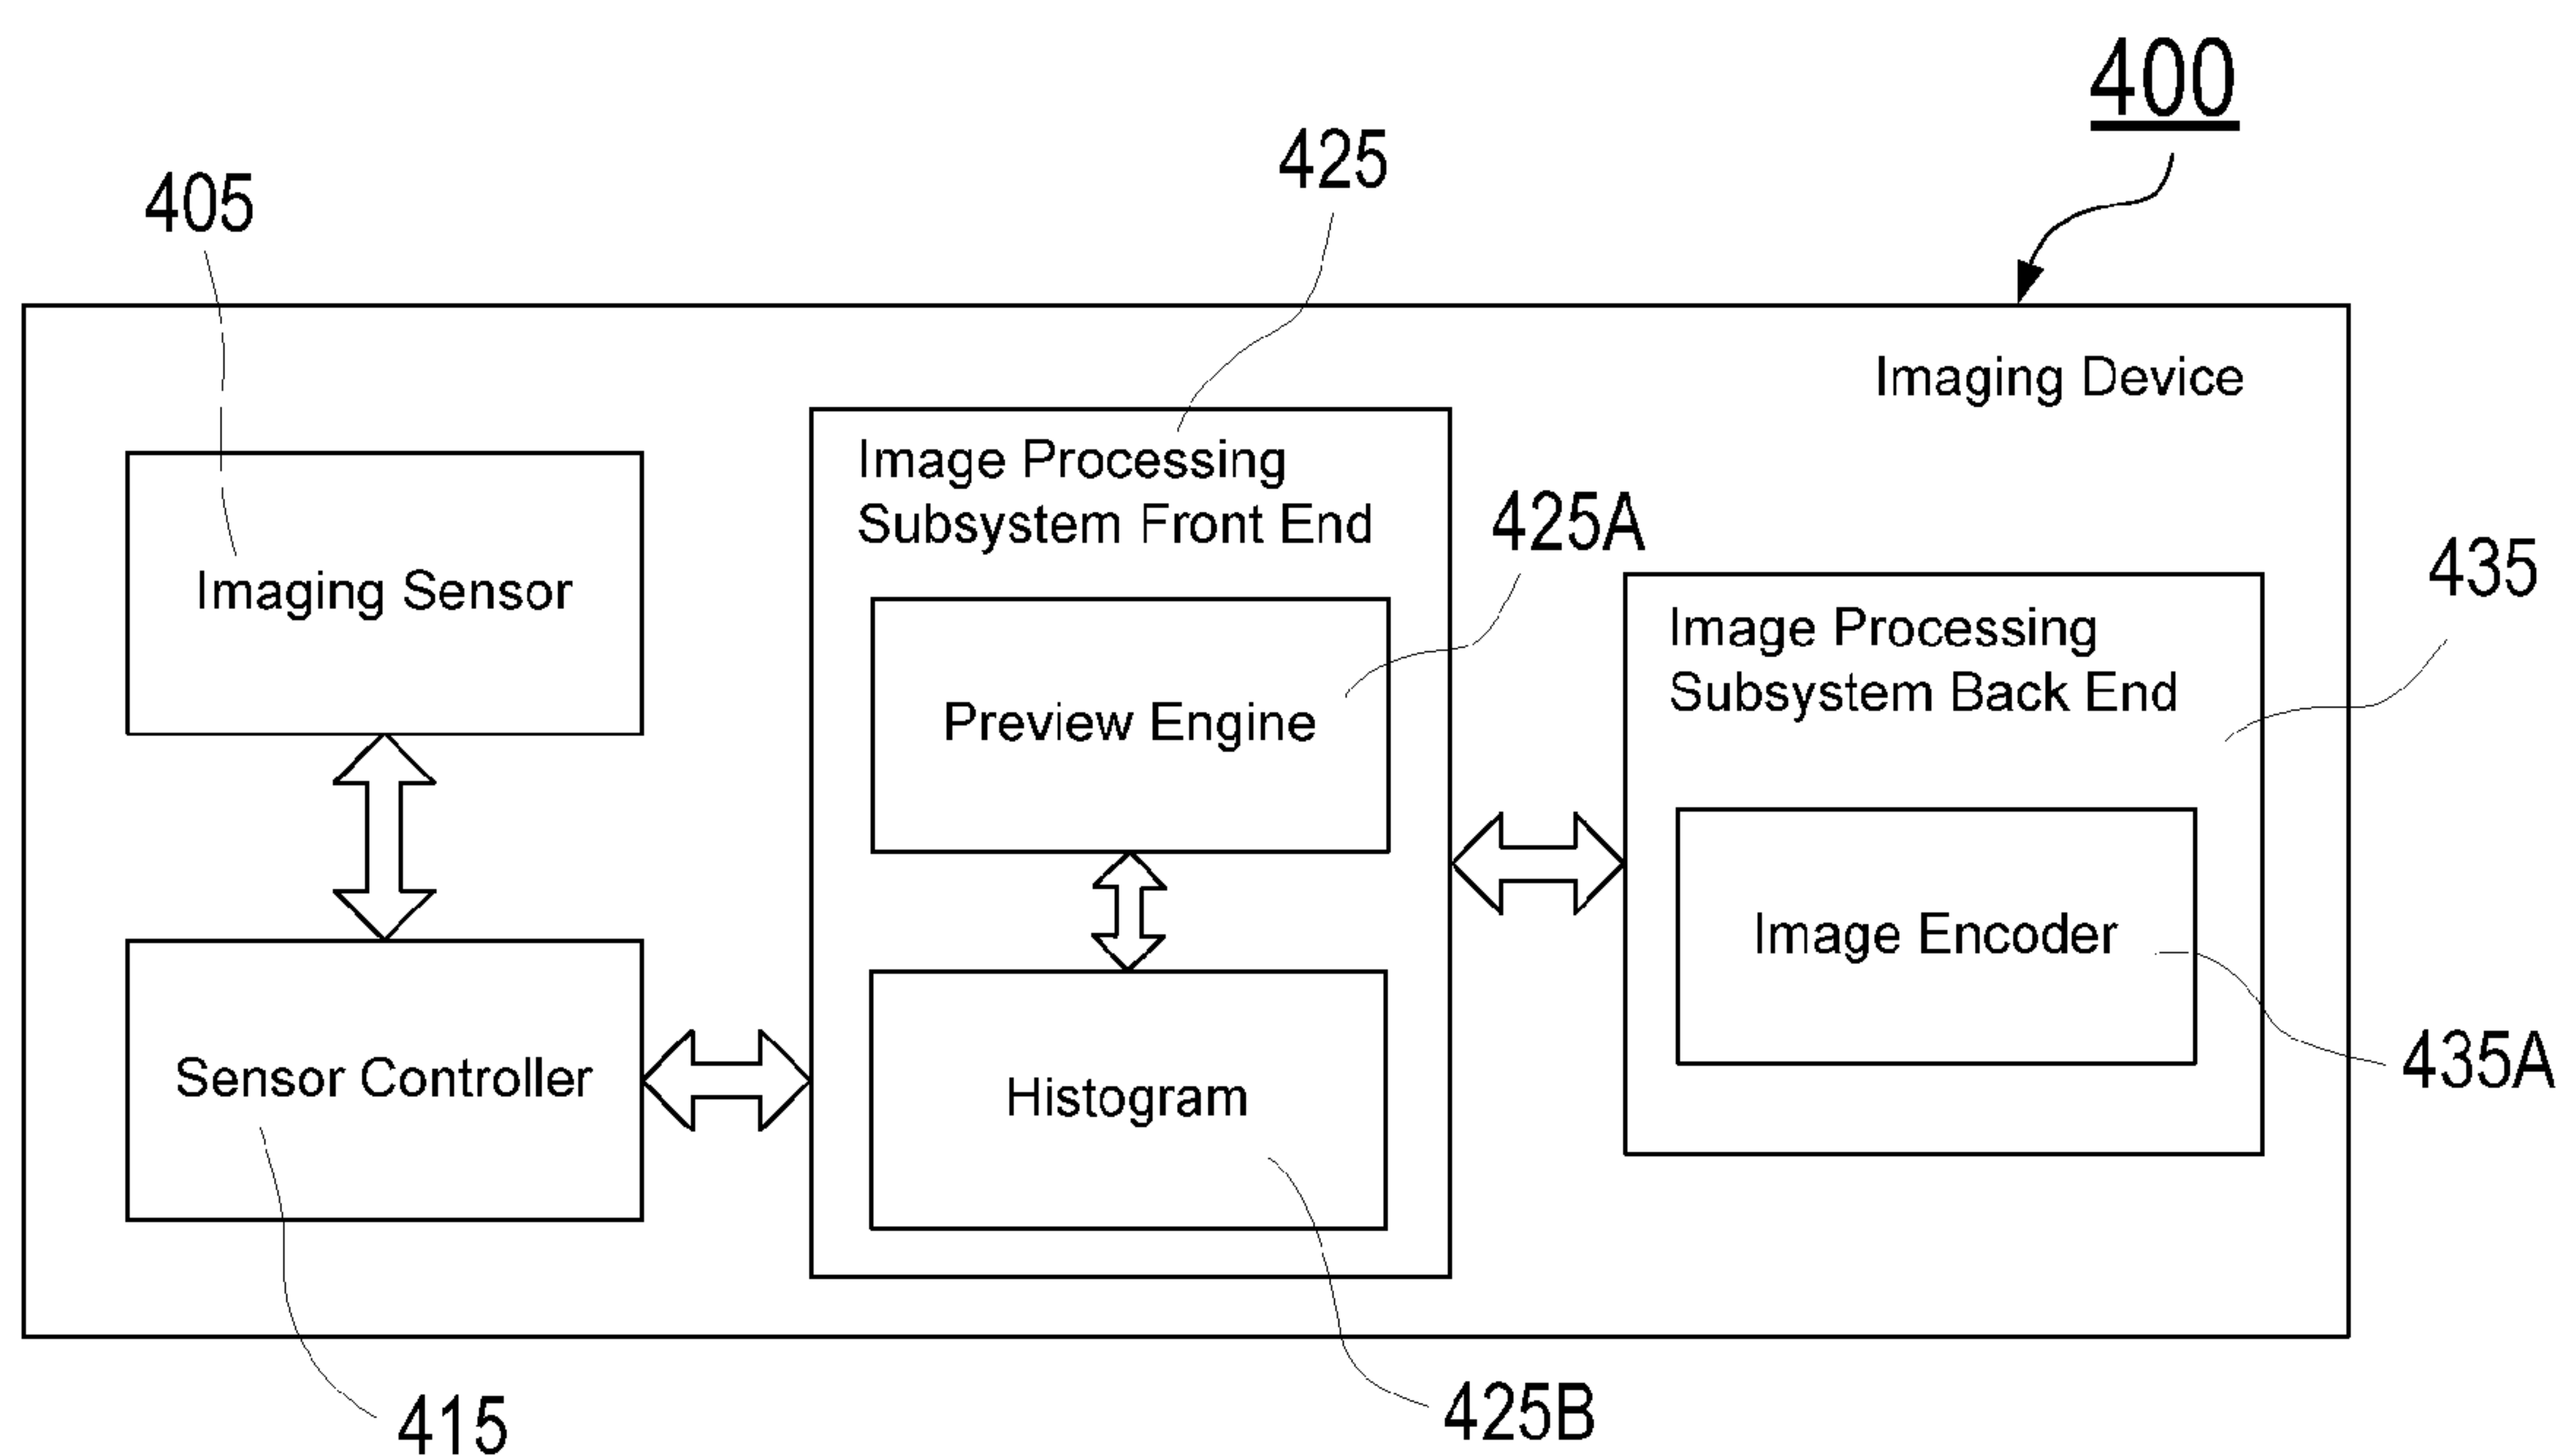 400
425
405
Imaging Device
Image Processing
Subsystem Front End
425A
435
Imaging Sensor
Image Processing
Subsystem Back End
Preview Engine
Image Encoder
435A
Sensor Controller
Histogram
415
425B